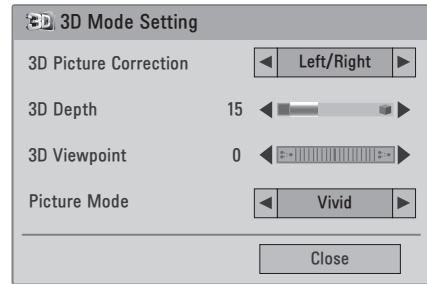 3D 3D Mode Setting
3D Picture Correction Left/Right
3D Depth 15
3D Viewpoint 0
Picture Mode Vivid
Close